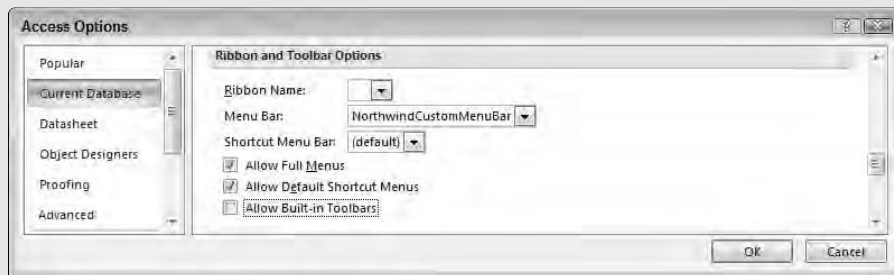 Access Options
Popular
Current Database
Datasheet
Object Designers
Proofing
Advanced
Ribbon and Toolbar Options
Ribbon Name:
Menu Bar: NorthwindCustomMenuBar
Shortcut Menu Bar: (default)
Allow Full Menus
Allow Default Shortcut Menus
Allow Built-in Toolbars
OK Cancel